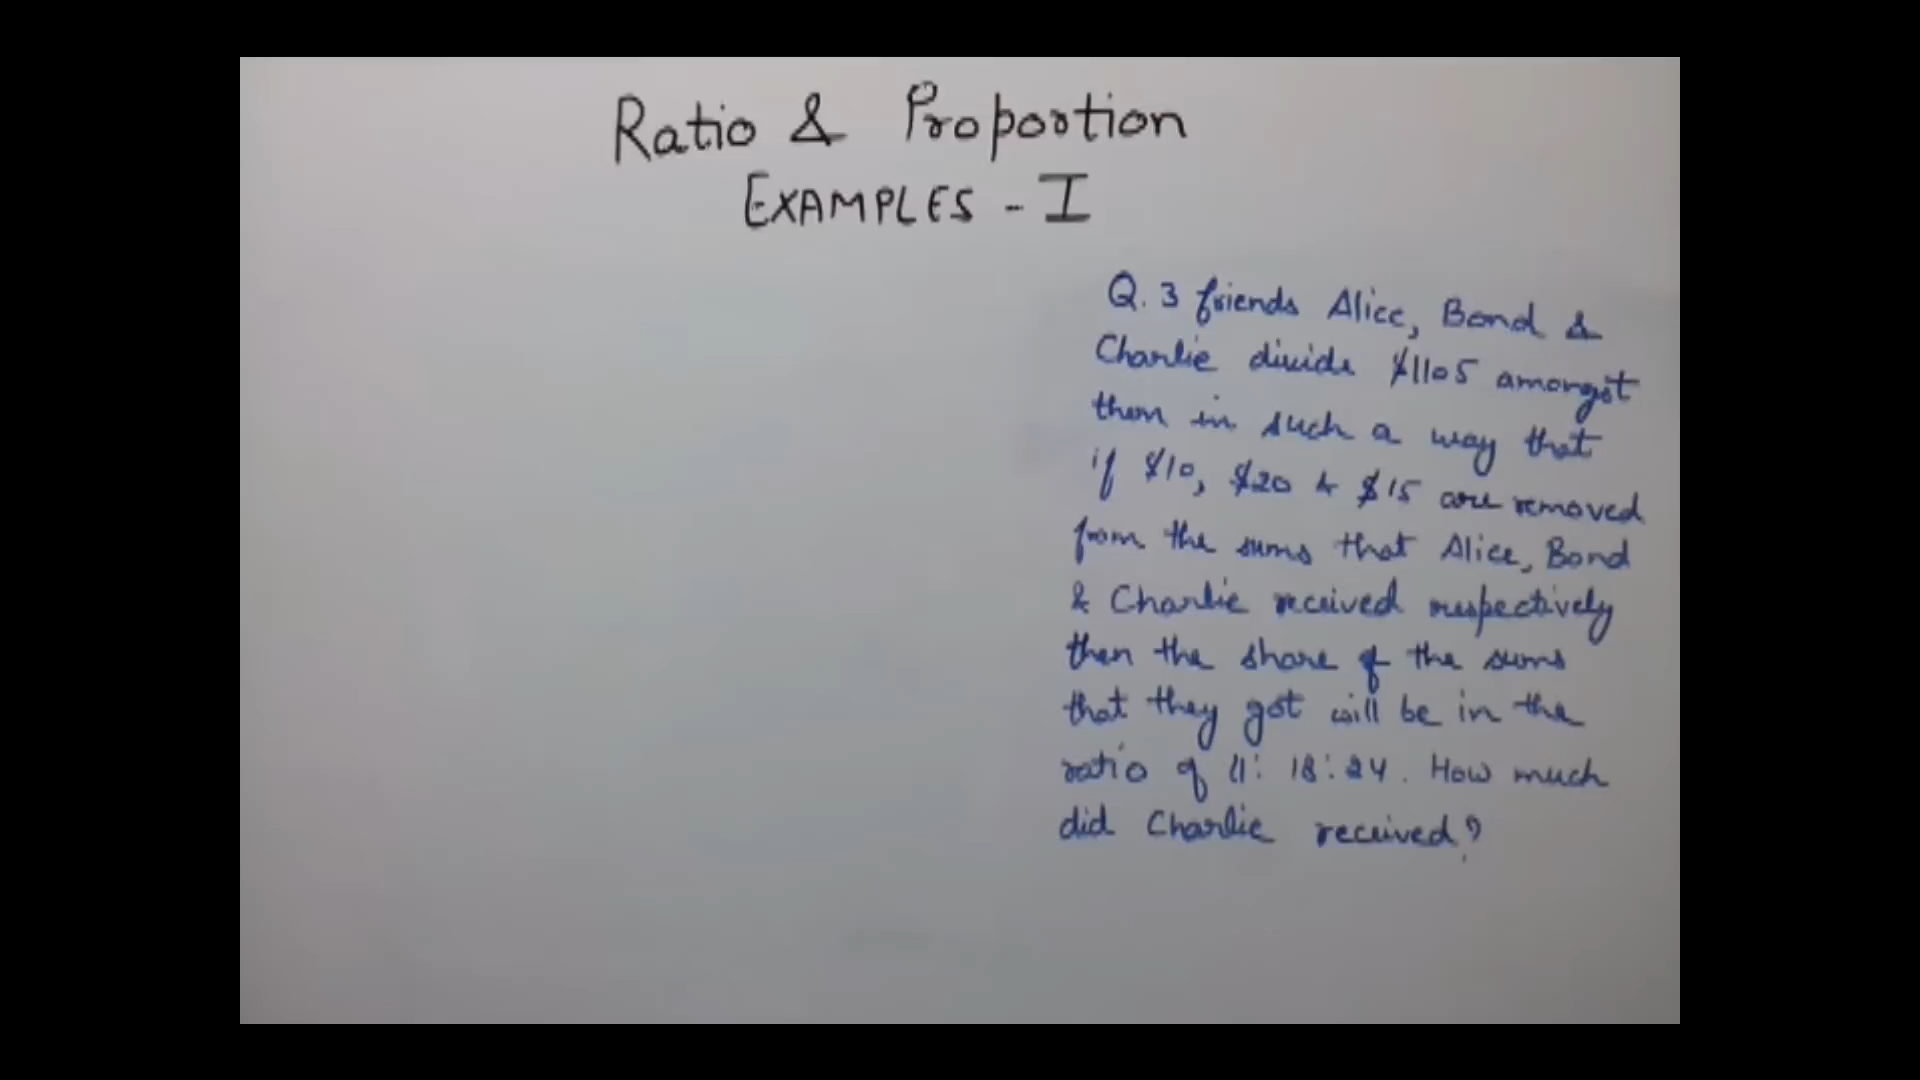 Ratio & Proportion
EXAMPLES - I
Q. 3 friends Alice, Bond &
Charlie divide $1105 amongst
them in such a way that
if $10, $20 & $15 are removed
from the sums that Alice, Bond
& Charlie received respectively
then the share of the sums
that they got will be in the
ratio of 11: 18: 24. How much
did Charlie received?